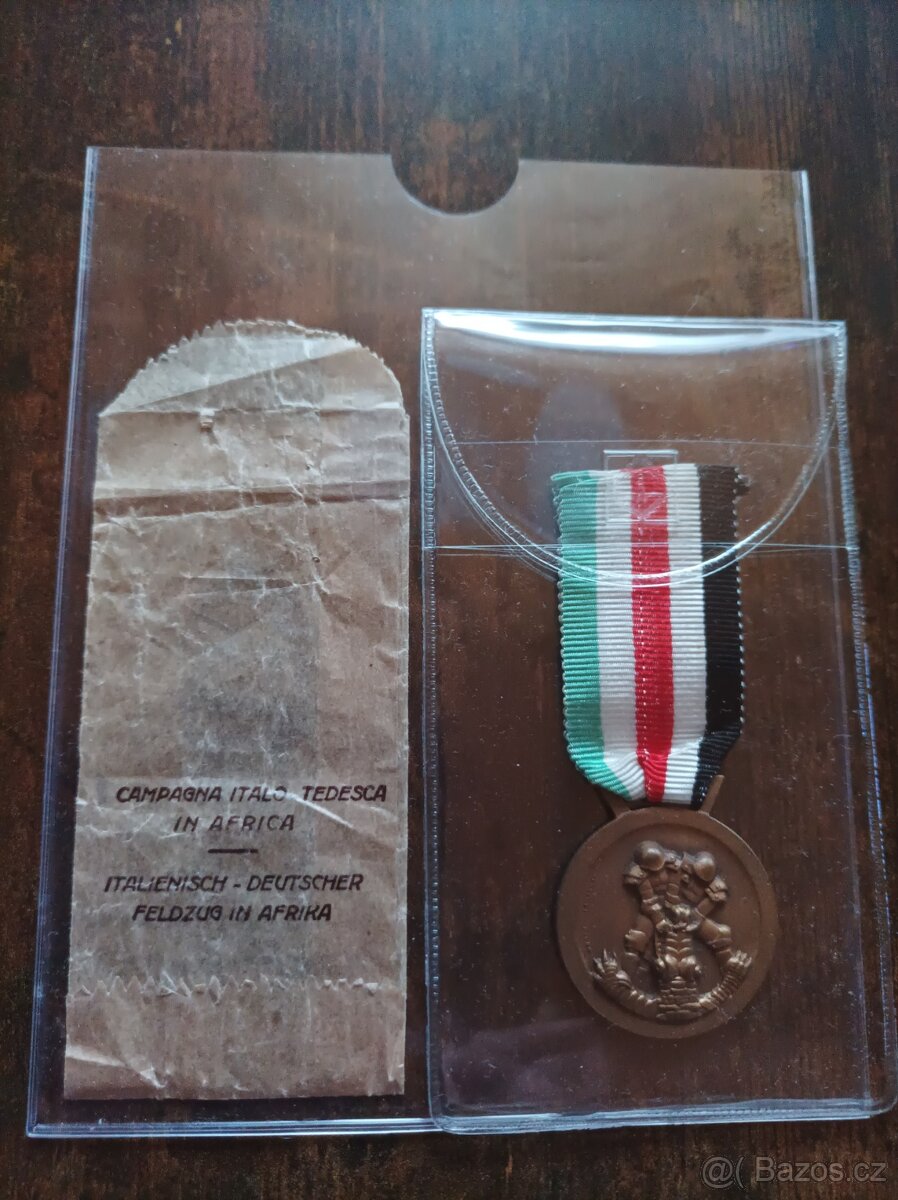 CAMPAGNA ITALO-TEDESCA
IN AFRICA
ITALIENISCH-DEUTSCHER
FELDZUG IN AFRIKA
@( Bazos.cz